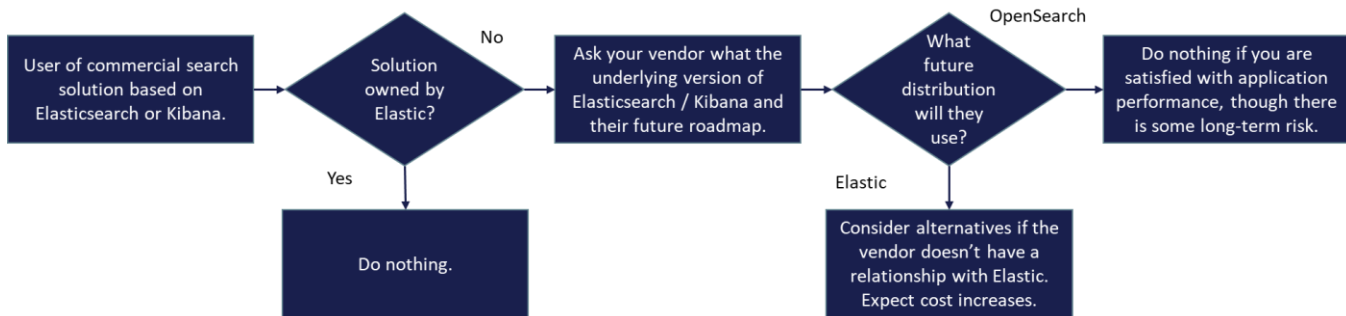 User of commercial search
solution based on
Elasticsearch or Kibana.
Solution
owned by
Elastic?
No
Yes
Do nothing.
Ask your vendor what the
underlying version of
Elasticsearch / Kibana and
their future roadmap.
What
future
distribution
will they
use?
OpenSearch
Do nothing if you are
satisfied with application
performance, though there
is some long-term risk.
Elastic
Consider alternatives if the
vendor doesn’t have a
relationship with Elastic.
Expect cost increases.